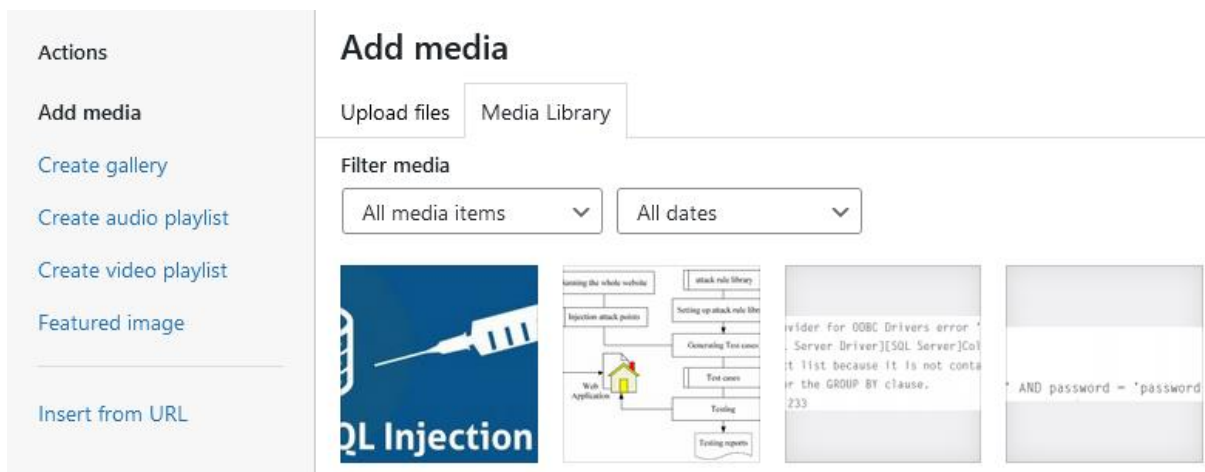 Actions
Add media
Create gallery
Create audio playlist
Create video playlist
Featured image
Insert from URL
Add media
Upload files
Media Library
Filter media
All media items
All dates
QL Injection
anning the whole website
Injection attack points
Web
Application
attack rule library
Setting up attack rule libr
Generating Test cases
Test cases
Testing
Testing reports
vider for ODBC Drivers error '
L Server Driver][SQL Server]Col
t list because it is not conta
r the GROUP BY clause.
233
' AND password = 'password